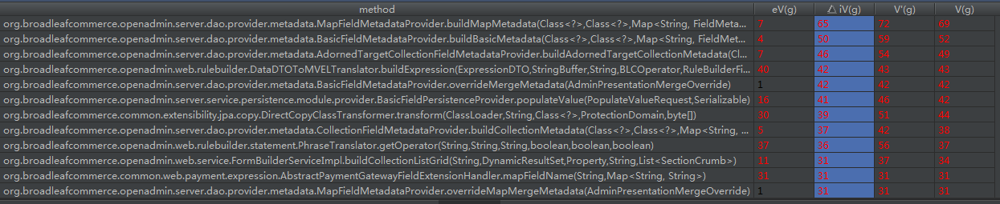 method eV(g) △ iV(g) V'(g) V(g)
org.broadleafcommerce.openadmin.server.dao.provider.metadata.MapFieldMetadataProvider.buildMapMetadata(Class<?>,Class<?>,Map<String, FieldMeta... 7 65 72 69
org.broadleafcommerce.openadmin.server.dao.provider.metadata.BasicFieldMetadataProvider.buildBasicMetadata(Class<?>,Class<?>,Map<String, FieldMet... 4 50 59 52
org.broadleafcommerce.openadmin.server.dao.provider.metadata.AdornedTargetCollectionFieldMetadataProvider.buildAdornedTargetCollectionMetadata(Cl... 7 46 54 49
org.broadleafcommerce.openadmin.web.rulebuilder.DataDTOToMVELTranslator.buildExpression(ExpressionDTO,StringBuffer,String,BLCOperator,RuleBuilderFi... 40 42 43 43
org.broadleafcommerce.openadmin.server.dao.provider.metadata.BasicFieldMetadataProvider.overrideMergeMetadata(AdminPresentationMergeOverride) 1 42 42 42
org.broadleafcommerce.openadmin.server.service.persistence.module.provider.BasicFieldPersistenceProvider.populateValue(PopulateValueRequest,Serializable) 16 41 46 42
org.broadleafcommerce.common.extensibility.jpa.copy.DirectCopyClassTransformer.transform(ClassLoader,String,Class<?>,ProtectionDomain,byte[]) 30 39 51 44
org.broadleafcommerce.openadmin.server.dao.provider.metadata.CollectionFieldMetadataProvider.buildCollectionMetadata(Class<?>,Class<?>,Map<String, ... 5 37 42 38
org.broadleafcommerce.openadmin.web.rulebuilder.statement.PhraseTranslator.getOperator(String,String,String,boolean,boolean,boolean) 37 36 56 37
org.broadleafcommerce.openadmin.web.service.FormBuilderServiceImpl.buildCollectionListGrid(String,DynamicResultSet,Property,String,List<SectionCrumb>) 11 31 37 34
org.broadleafcommerce.common.web.payment.expression.AbstractPaymentGatewayFieldExtensionHandler.mapFieldName(String,Map<String, String>) 31 31 31 31
org.broadleafcommerce.openadmin.server.dao.provider.metadata.MapFieldMetadataProvider.overrideMapMergeMetadata(AdminPresentationMergeOverride) 1 31 31 31